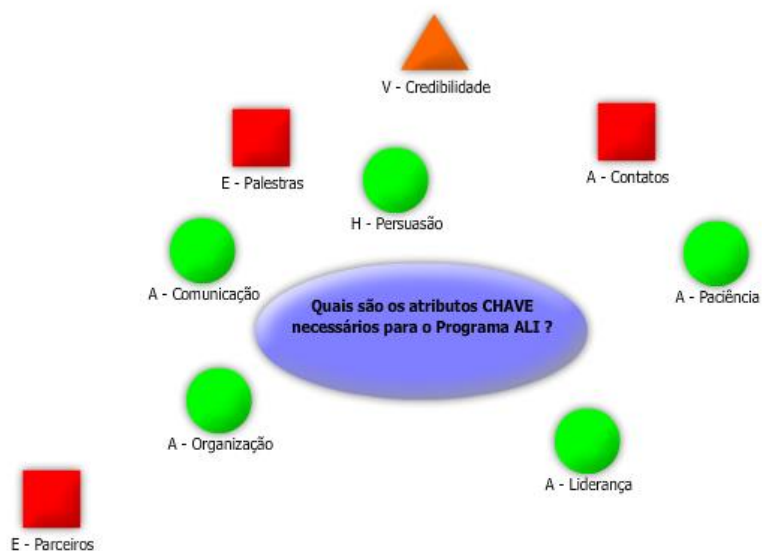 V - Credibilidade
E - Palestras
A - Contatos
H - Persuasão
A - Comunicação
A - Paciência
Quais são os atributos CHAVE
necessários para o Programa ALI ?
A - Organização
A - Liderança
E - Parceiros